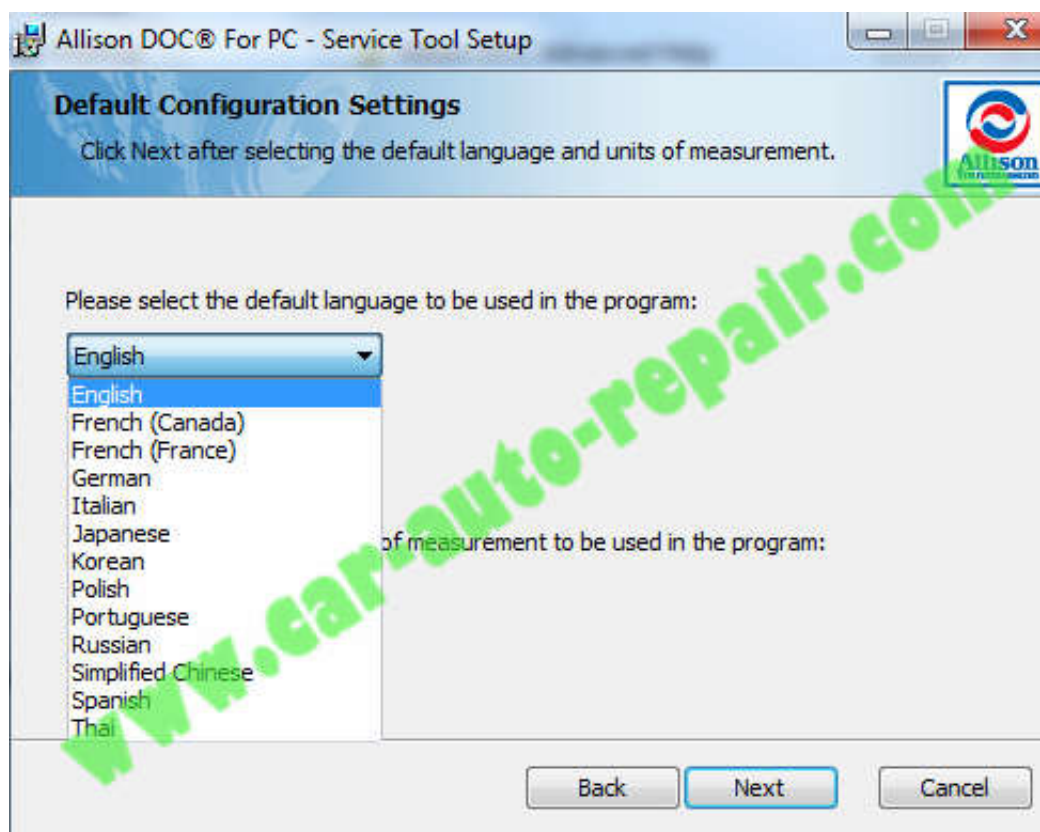 Allison DOC® For PC - Service Tool Setup
Default Configuration Settings
Click Next after selecting the default language and units of measurement.
Allison
Please select the default language to be used in the program:
English
English
French (Canada)
French (France)
German
Italian
Japanese
of measurement to be used in the program:
Korean
Polish
Portuguese
Russian
Simplified Chinese
Spanish
Thai
www.car-auto-repair.com
Back
Next
Cancel